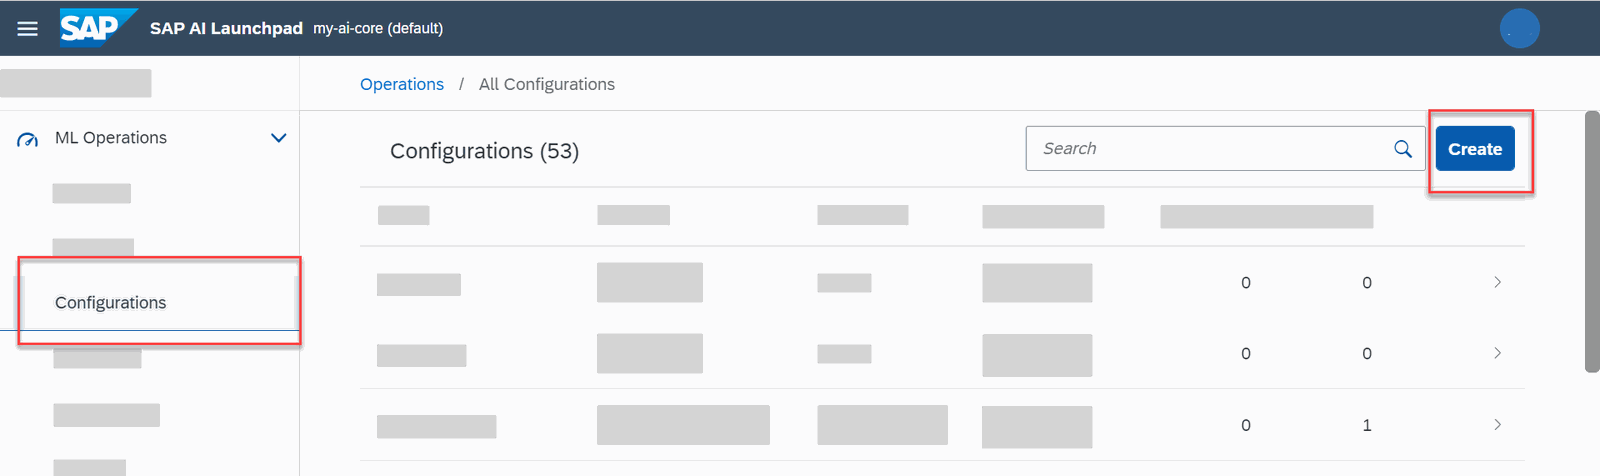 SAP SAP AI Launchpad my-ai-core (default)
Operations / All Configurations
ML Operations
Configurations (53)
Search
Create
Configurations
0 0
0 0
0 1